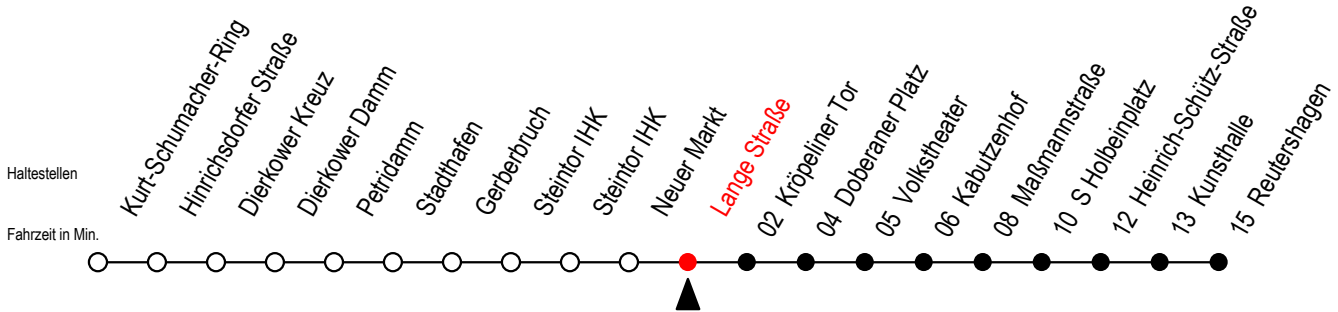 Haltestellen
Fahrzeit in Min.
Kurt-Schumacher-Ring
Hinrichsdorfer Straße
Dierkower Kreuz
Dierkower Damm
Petridamm
Stadthafen
Gerberbruch
Steintor IHK
Steintor IHK
Neuer Markt
Lange Straße
02 Kröpeliner Tor
04 Doberaner Platz
05 Volkstheater
06 Kabutzenhof
08 Maßmannstraße
10 S Holbeinplatz
12 Heinrich-Schütz-Straße
13 Kunsthalle
15 Reutershagen